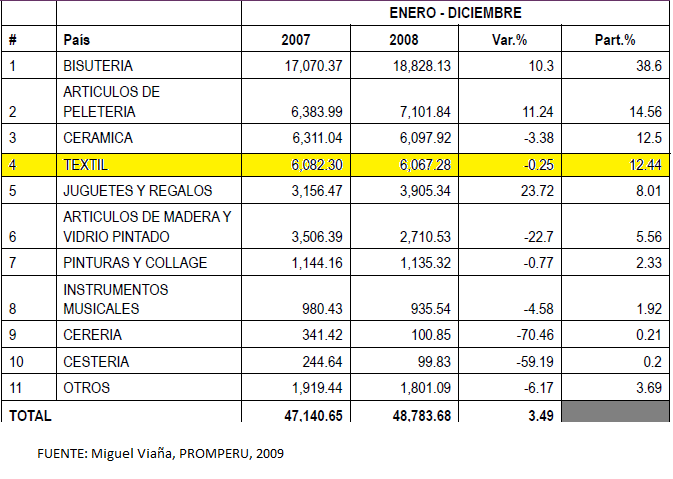 ENERO - DICIEMBRE
# País 2007 2008 Var.% Part.%
1 BISUTERIA 17,070.37 18,828.13 10.3 38.6
ARTICULOS DE
2 PELETERIA 6,383.99 7,101.84 11.24 14.56
3 CERAMICA 6,311.04 6,097.92 -3.38 12.5
4 TEXTIL 6,082.30 6,067.28 -0.25 12.44
5 JUGUETES Y REGALOS 3,156.47 3,905.34 23.72 8.01
ARTICULOS DE MADERA Y
6 VIDRIO PINTADO 3,506.39 2,710.53 -22.7 5.56
7 PINTURAS Y COLLAGE 1,144.16 1,135.32 -0.77 2.33
INSTRUMENTOS
8 MUSICALES 980.43 935.54 -4.58 1.92
9 CERERIA 341.42 100.85 -70.46 0.21
10 CESTERIA 244.64 99.83 -59.19 0.2
11 OTROS 1,919.44 1,801.09 -6.17 3.69
TOTAL 47,140.65 48,783.68 3.49
FUENTE: Miguel Viaña, PROMPERU, 2009